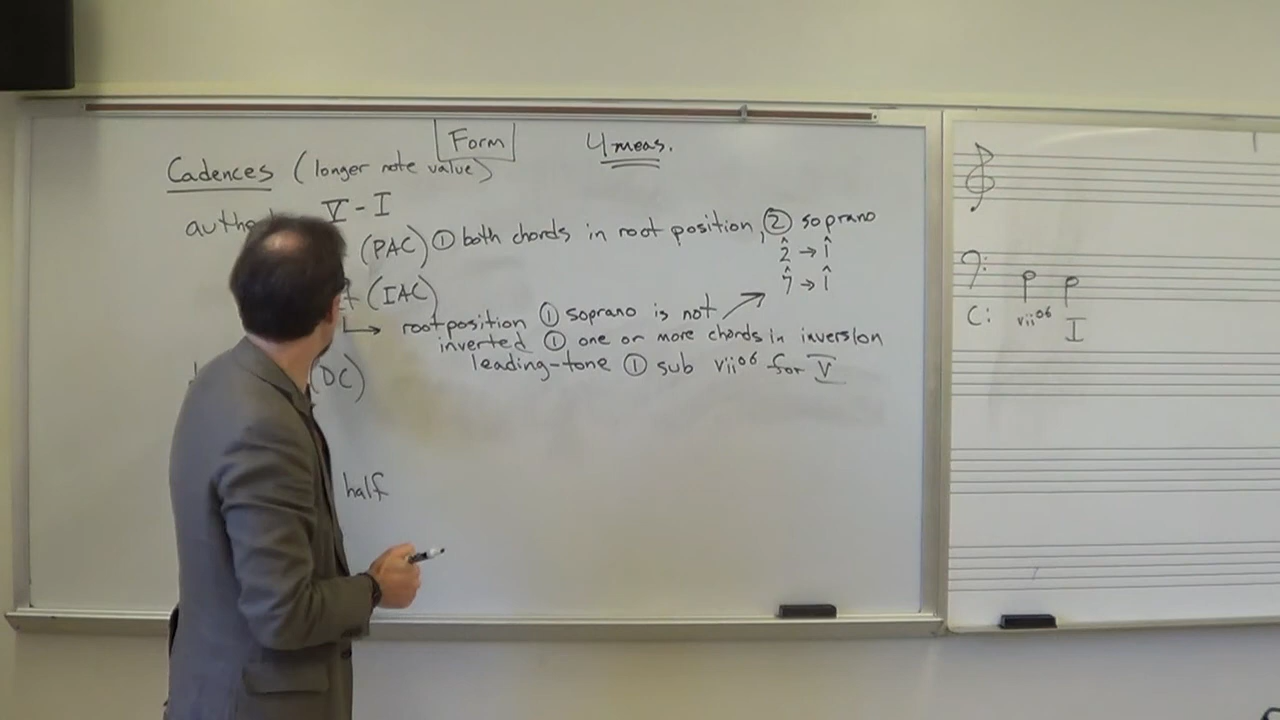 Form 4 meas.
Cadences (longer note value)
V - I
(PAC) ① both chords in root position, ② soprano
2̂ → 1̂
7̂ → 1̂
(IAC)
↳ root position ① soprano is not ↗
inverted ① one or more chords in inversion
leading-tone ① sub vii°6 for V
(DC)
half
C: vii°6 I